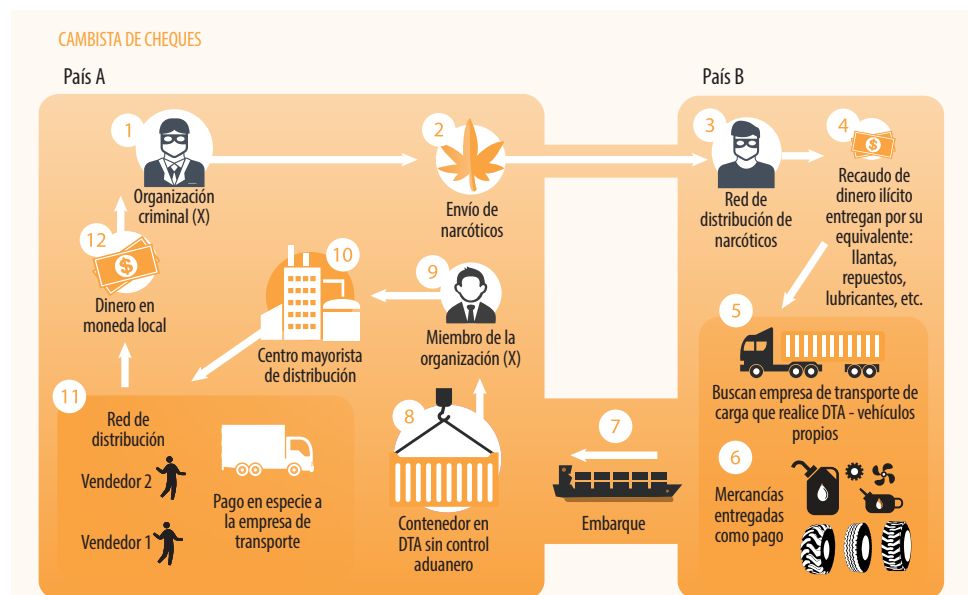 CAMBISTA DE CHEQUES
País A
País B
1
Organización
criminal (X)
2
Envío de
narcóticos
3
Red de
distribución de
narcóticos
4
Recaudo de
dinero ilícito
entregan por su
equivalente:
llantas,
repuestos,
lubricantes, etc.
5
Buscan empresa de transporte de
carga que realice DTA - vehículos
propios
6
Mercancías
entregadas
como pago
7
Embarque
8
Contenedor en
DTA sin control
aduanero
9
Miembro de la
organización (X)
10
Centro mayorista
de distribución
11
Red de
distribución
Vendedor 2
Vendedor 1
Pago en especie a
la empresa de
transporte
12
Dinero en
moneda local